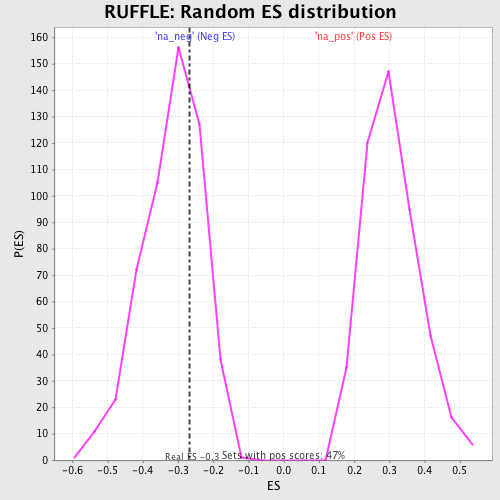 RUFFLE: Random ES distribution
'na_neg' (Neg ES)
'na_pos' (Pos ES)
160
150
140
130
120
110
100
90
80
70
60
50
40
30
20
10
0
P(ES)
Real ES -0.3
Sets with pos scores: 47%
-0.6 -0.5 -0.4 -0.3 -0.2 -0.1 0.0 0.1 0.2 0.3 0.4 0.5
ES